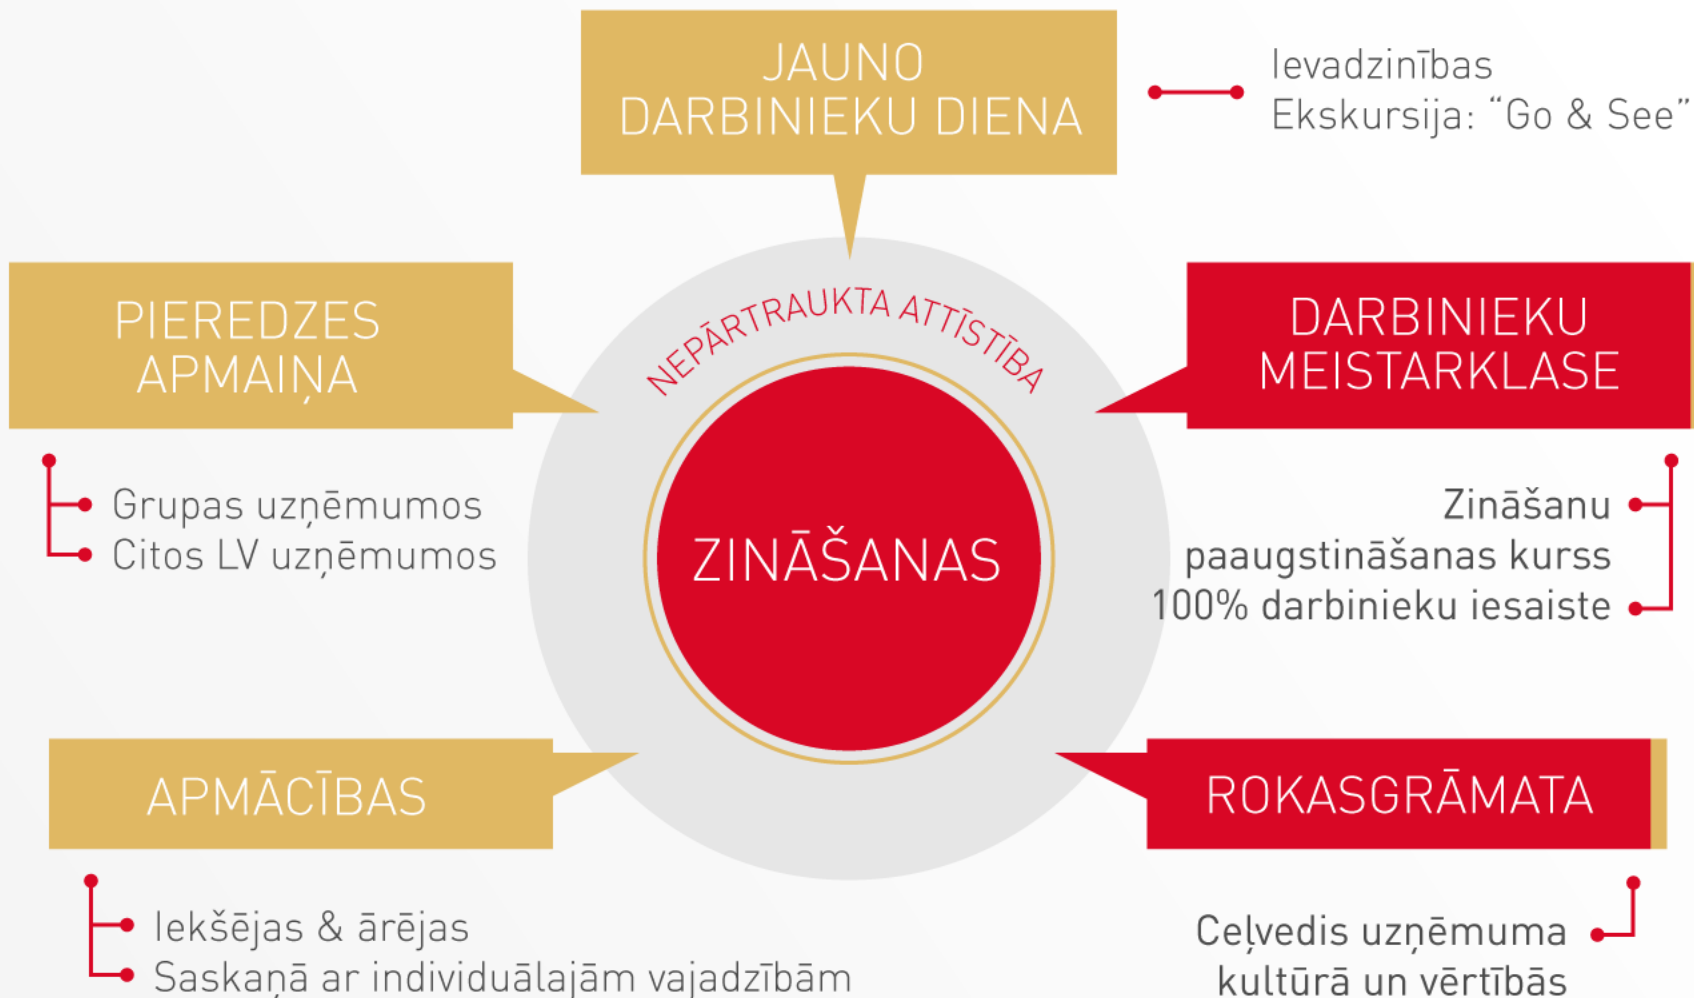 JAUNO
DARBINIEKU DIENA
Ievadzinības
Ekskursija: “Go & See”
PIEREDZES
APMAIŅA
Grupas uzņēmumos
Citos LV uzņēmumos
NEPĀRTRAUKTA ATTĪSTĪBA
ZINĀŠANAS
DARBINIEKU
MEISTARKLASE
Zināšanu
paaugstināšanas kurss
100% darbinieku iesaiste
APMĀCĪBAS
Iekšējas & ārējas
Saskaņā ar individuālajām vajadzībām
ROKASGRĀMATA
Ceļvedis uzņēmuma
kultūrā un vērtībās